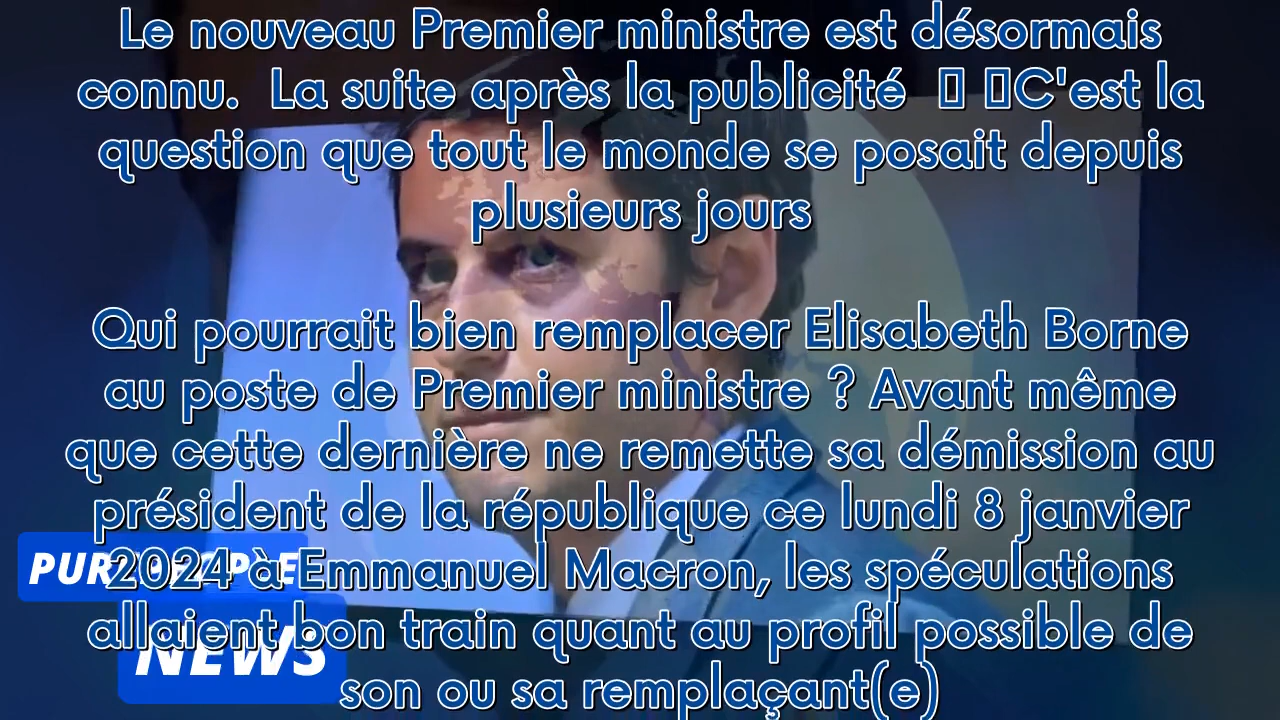 Le nouveau Premier ministre est désormais
connu. La suite après la publicité C'est la
question que tout le monde se posait depuis
plusieurs jours
Qui pourrait bien remplacer Elisabeth Borne
au poste de Premier ministre ? Avant même
que cette dernière ne remette sa démission au
président de la république ce lundi 8 janvier
2024 à Emmanuel Macron, les spéculations
allaient bon train quant au profil possible de
son ou sa remplaçant(e)
NEWS